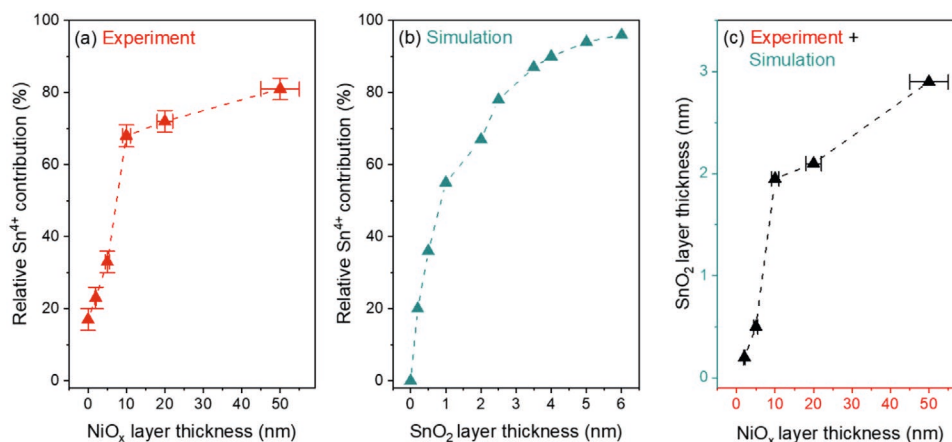 (a) Experiment
Relative Sn⁴⁺ contribution (%)
100
80
60
40
20
0
0 10 20 30 40 50
NiOₓ layer thickness (nm)
(b) Simulation
Relative Sn⁴⁺ contribution (%)
100
80
60
40
20
0
0 1 2 3 4 5 6
SnO₂ layer thickness (nm)
(c) Experiment +
Simulation
SnO₂ layer thickness (nm)
3
2
1
0
0 10 20 30 40 50
NiOₓ layer thickness (nm)